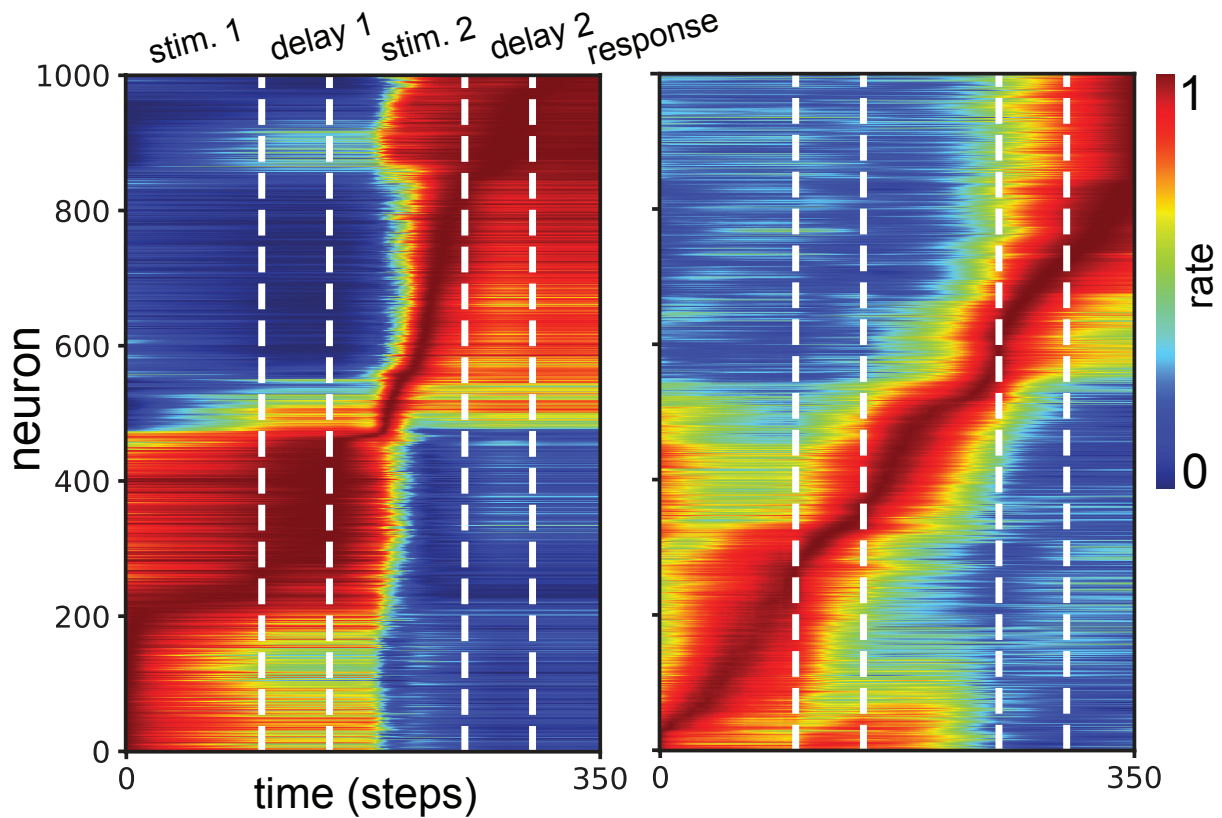 stim. 1 delay 1 stim. 2 delay 2 response
1000
800
600
400
200
0
neuron
0 350
time (steps)
0 350
1
0
rate